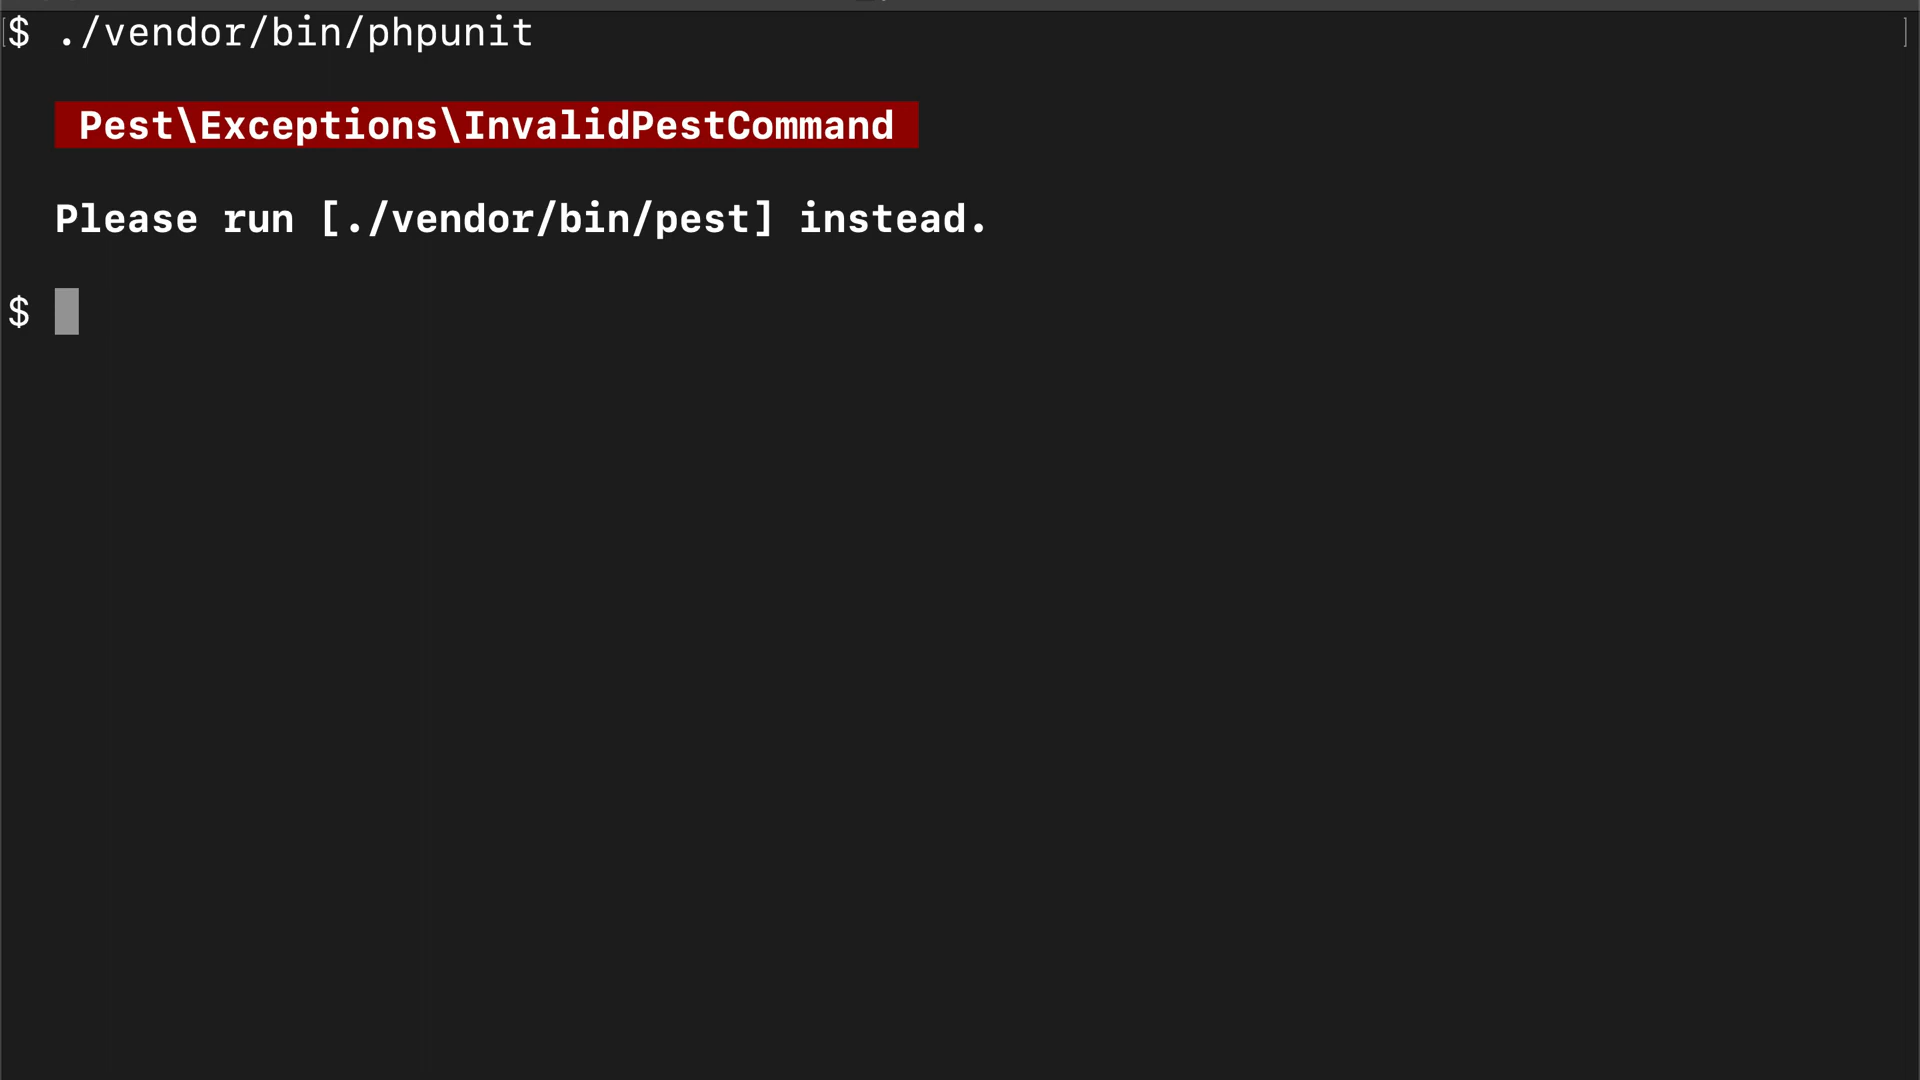 $ ./vendor/bin/phpunit
Pest\Exceptions\InvalidPestCommand
Please run [./vendor/bin/pest] instead.
$